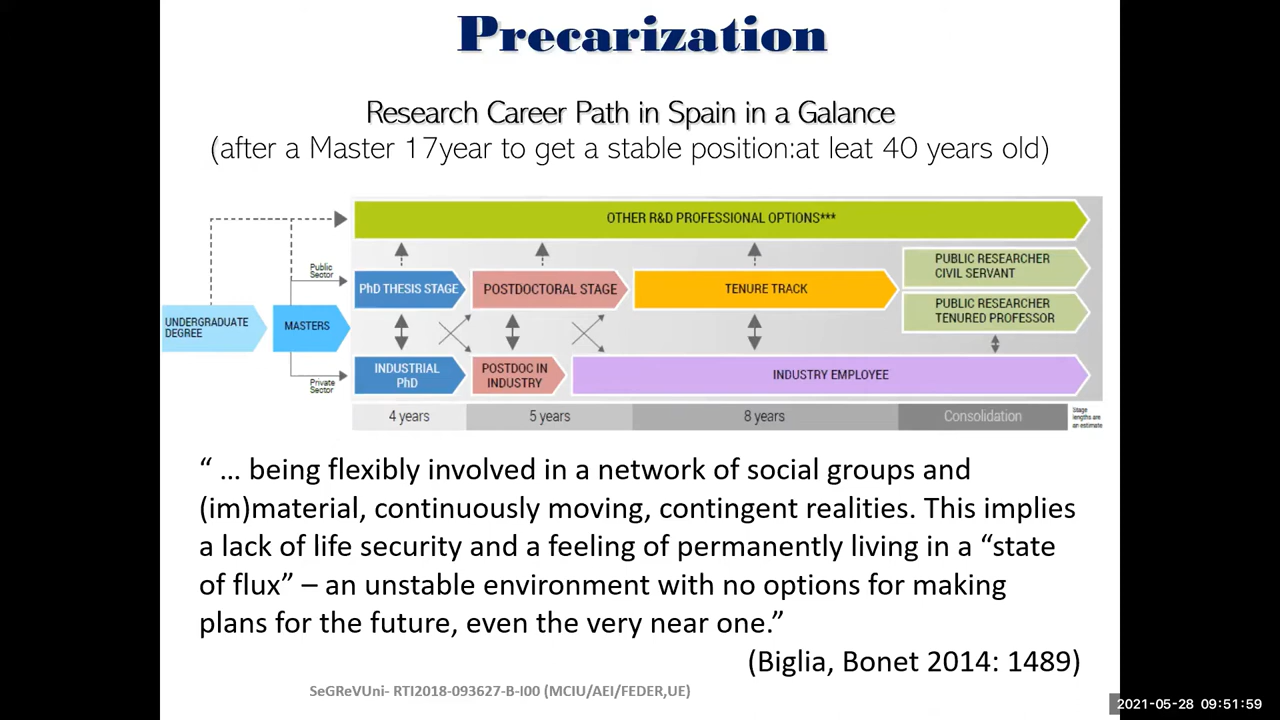 Precarization
Research Career Path in Spain in a Galance
(after a Master 17year to get a stable position:at leat 40 years old)
OTHER R&D PROFESSIONAL OPTIONS***
Public
Sector
PhD THESIS STAGE
POSTDOCTORAL STAGE
TENURE TRACK
PUBLIC RESEARCHER
CIVIL SERVANT
PUBLIC RESEARCHER
TENURED PROFESSOR
UNDERGRADUATE
DEGREE
MASTERS
Private
Sector
INDUSTRIAL
PhD
POSTDOC IN
INDUSTRY
INDUSTRY EMPLOYEE
4 years
5 years
8 years
Consolidation
Stage
lengths are
an estimate
“ … being flexibly involved in a network of social groups and
(im)material, continuously moving, contingent realities. This implies
a lack of life security and a feeling of permanently living in a “state
of flux” – an unstable environment with no options for making
plans for the future, even the very near one.”
(Biglia, Bonet 2014: 1489)
SeGReVUni- RTI2018-093627-B-I00 (MCIU/AEI/FEDER,UE)
2021-05-28 09:51:59